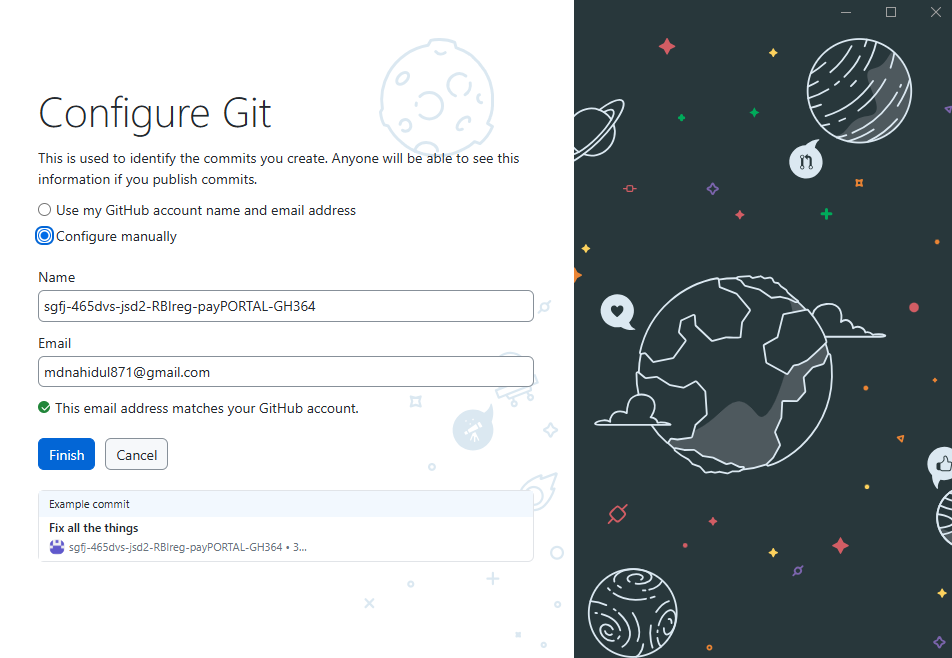 Configure Git
This is used to identify the commits you create. Anyone will be able to see this
information if you publish commits.
Use my GitHub account name and email address
Configure manually
Name
sgfj-465dvs-jsd2-RBIreg-payPORTAL-GH364
Email
mdnahidul871@gmail.com
This email address matches your GitHub account.
Finish
Cancel
Example commit
Fix all the things
sgfj-465dvs-jsd2-RBIreg-payPORTAL-GH364 • 3...